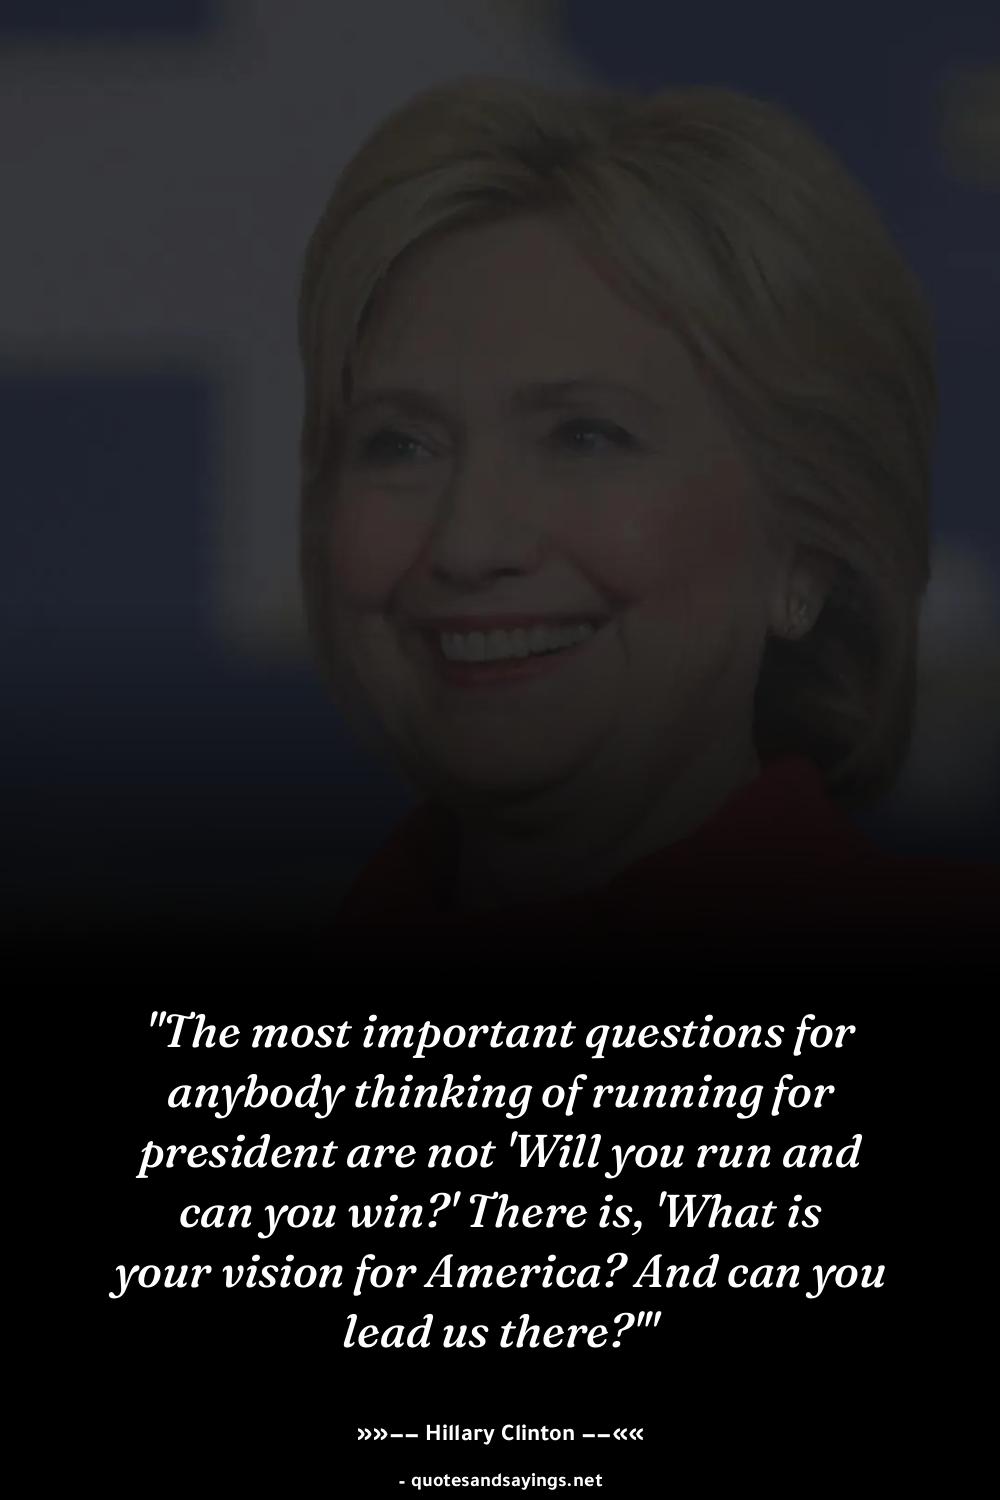 "The most important questions for
anybody thinking of running for
president are not 'Will you run and
can you win?' There is, 'What is
your vision for America? And can you
lead us there?'"
»»−− Hillary Clinton −−««
- quotesandsayings.net